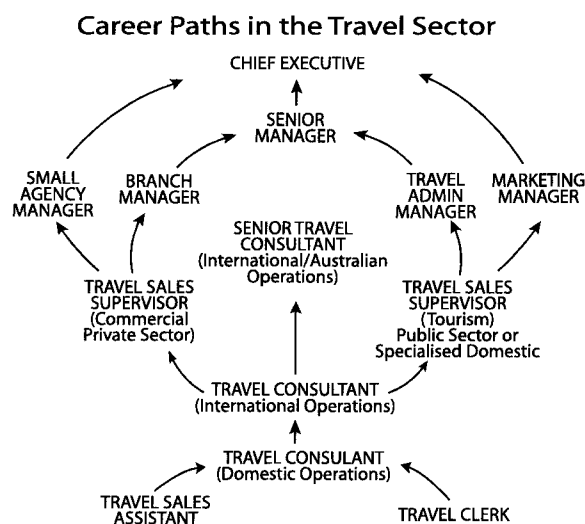 Career Paths in the Travel Sector
CHIEF EXECUTIVE
SENIOR
MANAGER
SMALL
AGENCY
MANAGER
BRANCH
MANAGER
TRAVEL
ADMIN
MANAGER
MARKETING
MANAGER
SENIOR TRAVEL
CONSULTANT
(International/Australian
Operations)
TRAVEL SALES
SUPERVISOR
(Commercial
Private Sector)
TRAVEL SALES
SUPERVISOR
(Tourism)
Public Sector or
Specialised Domestic
TRAVEL CONSULTANT
(International Operations)
TRAVEL CONSULANT
(Domestic Operations)
TRAVEL SALES
ASSISTANT
TRAVEL CLERK